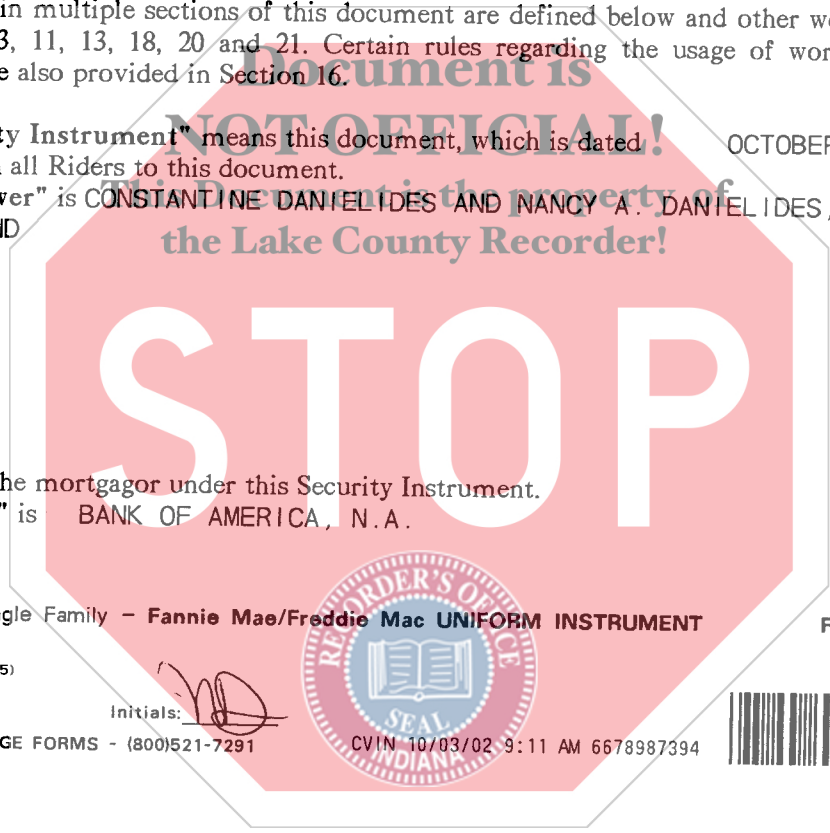 in multiple sections of this document are defined below and other wo
3, 11, 13, 18, 20 and 21. Certain rules regarding the usage of wor
e also provided in Section 16.
Document is
NOT OFFICIAL!
This Document is the property of
the Lake County Recorder!
ty Instrument" means this document, which is dated OCTOBER
all Riders to this document.
wer" is CONSTANTINE DANIELIDES AND NANCY A. DANIELIDES,
ND
STOP
he mortgagor under this Security Instrument.
" is BANK OF AMERICA, N.A.
gle Family - Fannie Mae/Freddie Mac UNIFORM INSTRUMENT F
5)
Initials:
GE FORMS - (800)521-7291 CVIN 10/03/02 9:11 AM 6678987394
RECORDER'S OFFICE
SEAL
INDIANA